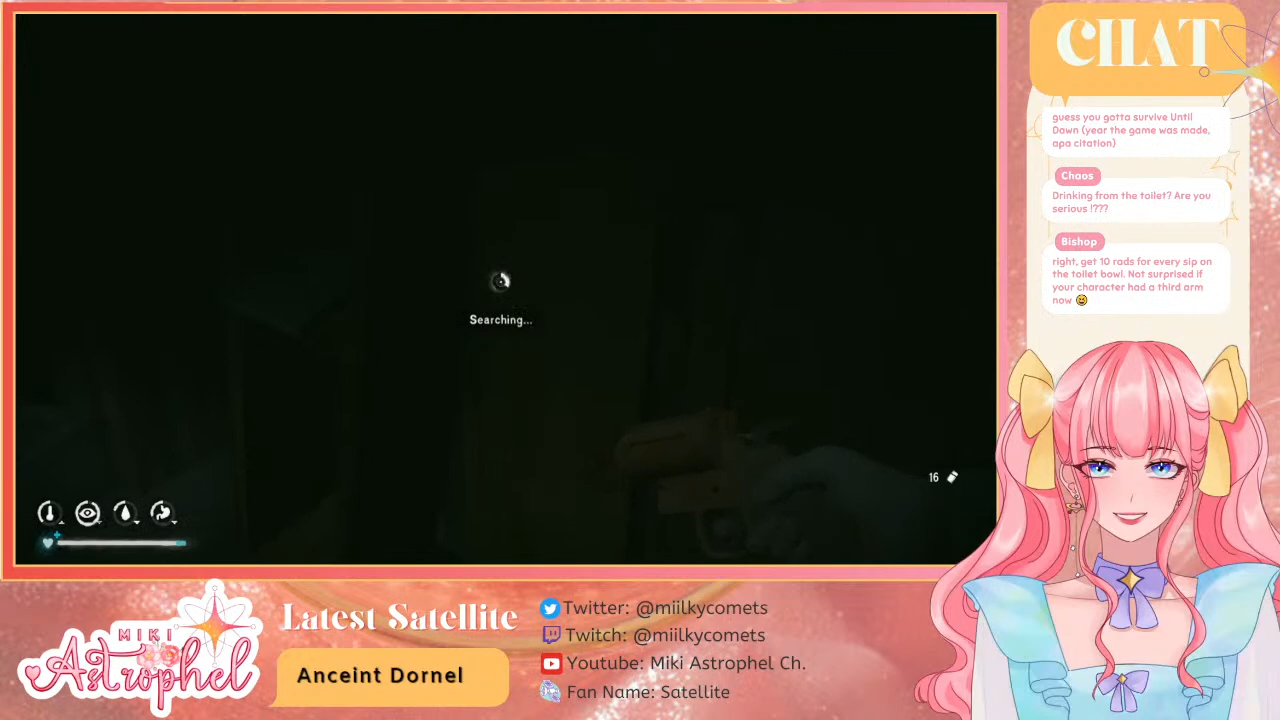 Searching...
16
CHAT
guess you gotta survive Until
Dawn (year the game was made,
apa citation)
Chaos
Drinking from the toilet? Are you
serious !???
Bishop
right, get 10 rads for every sip on
the toilet bowl. Not surprised if
your character had a third arm
now 😄
MIKI
Astrophel
Latest Satellite
Anceint Dornel
Twitter: @miilkycomets
Twitch: @miilkycomets
Youtube: Miki Astrophel Ch.
Fan Name: Satellite